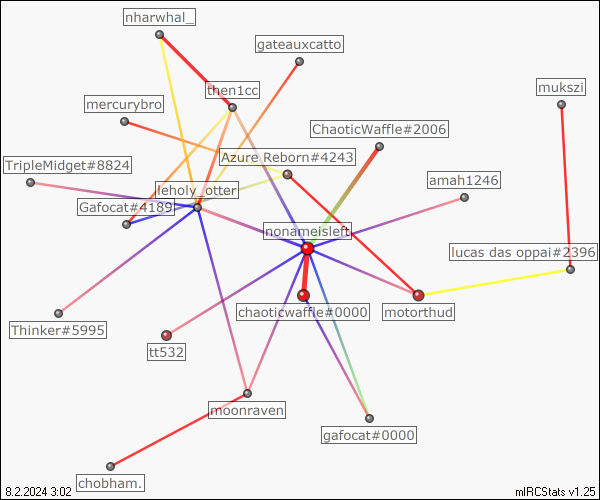 nharwhal_
gateauxcatto
mukszi
then1cc
mercurybro
ChaoticWaffle#2006
Azure Reborn#4243
TripleMidget#8824
amah1246
leholy_otter
Gafocat#4189
nonameisleft
lucas das oppai#2396
chaoticwaffle#0000
motorthud
Thinker#5995
tt532
moonraven
gafocat#0000
chobham.
8.2.2024 3:02
mIRCStats v1.25